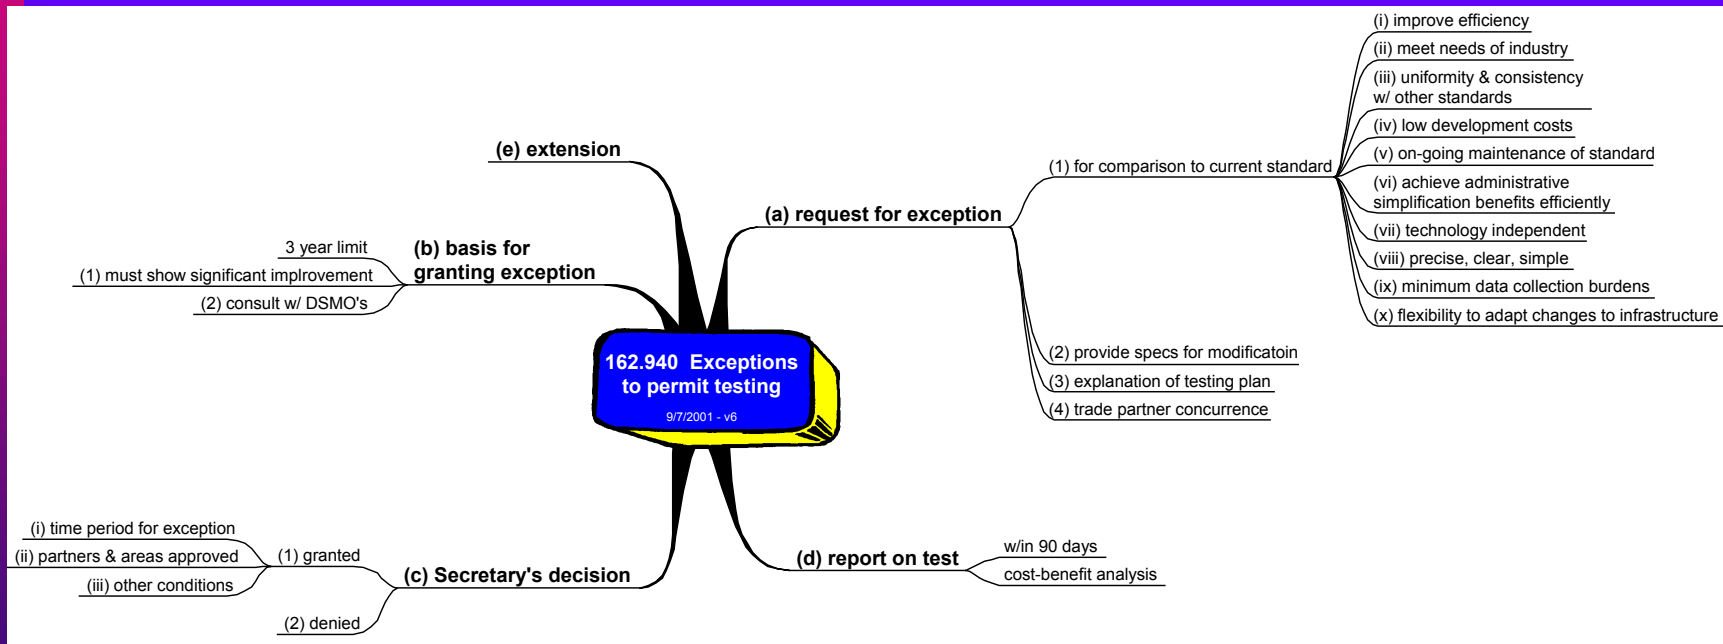 162.940  Exceptions
to permit testing
9/7/2001 - v6
(a) request for exception
(1) for comparison to current standard
(i) improve efficiency
(ii) meet needs of industry
(iii) uniformity & consistency
w/ other standards
(iv) low development costs
(v) on-going maintenance of standard
(vi) achieve administrative
simplification benefits efficiently
(vii) technology independent
(viii) precise, clear, simple
(ix) minimum data collection burdens
(x) flexibility to adapt changes to infrastructure
(2) provide specs for modificatoin
(3) explanation of testing plan
(4) trade partner concurrence
(b) basis for
granting exception
3 year limit
(1) must show significant implrovement
(2) consult w/ DSMO's
(c) Secretary's decision
(1) granted
(i) time period for exception
(ii) partners & areas approved
(iii) other conditions
(2) denied
(d) report on test
w/in 90 days
cost-benefit analysis
(e) extension